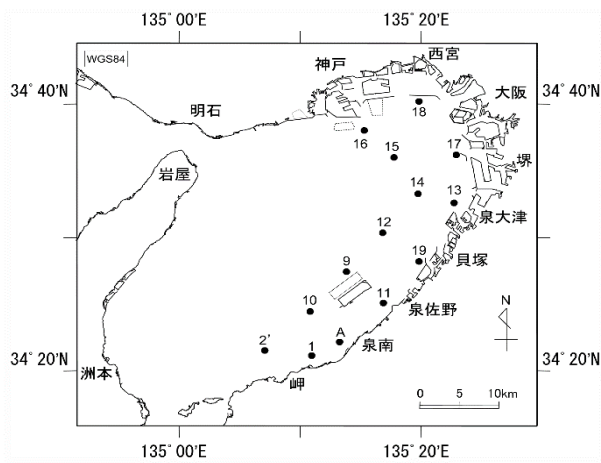 135°00'E 135°20'E
WGS84
西宮
神戸
34°40'N 34°40'N
大阪
明石
18
16
15
17
堺
岩屋
14
13
泉大津
12
19
貝塚
9
10
11
泉佐野
N
A
泉南
2'
1
34°20'N 34°20'N
洲本
岬
0 5 10km
135°00'E 135°20'E